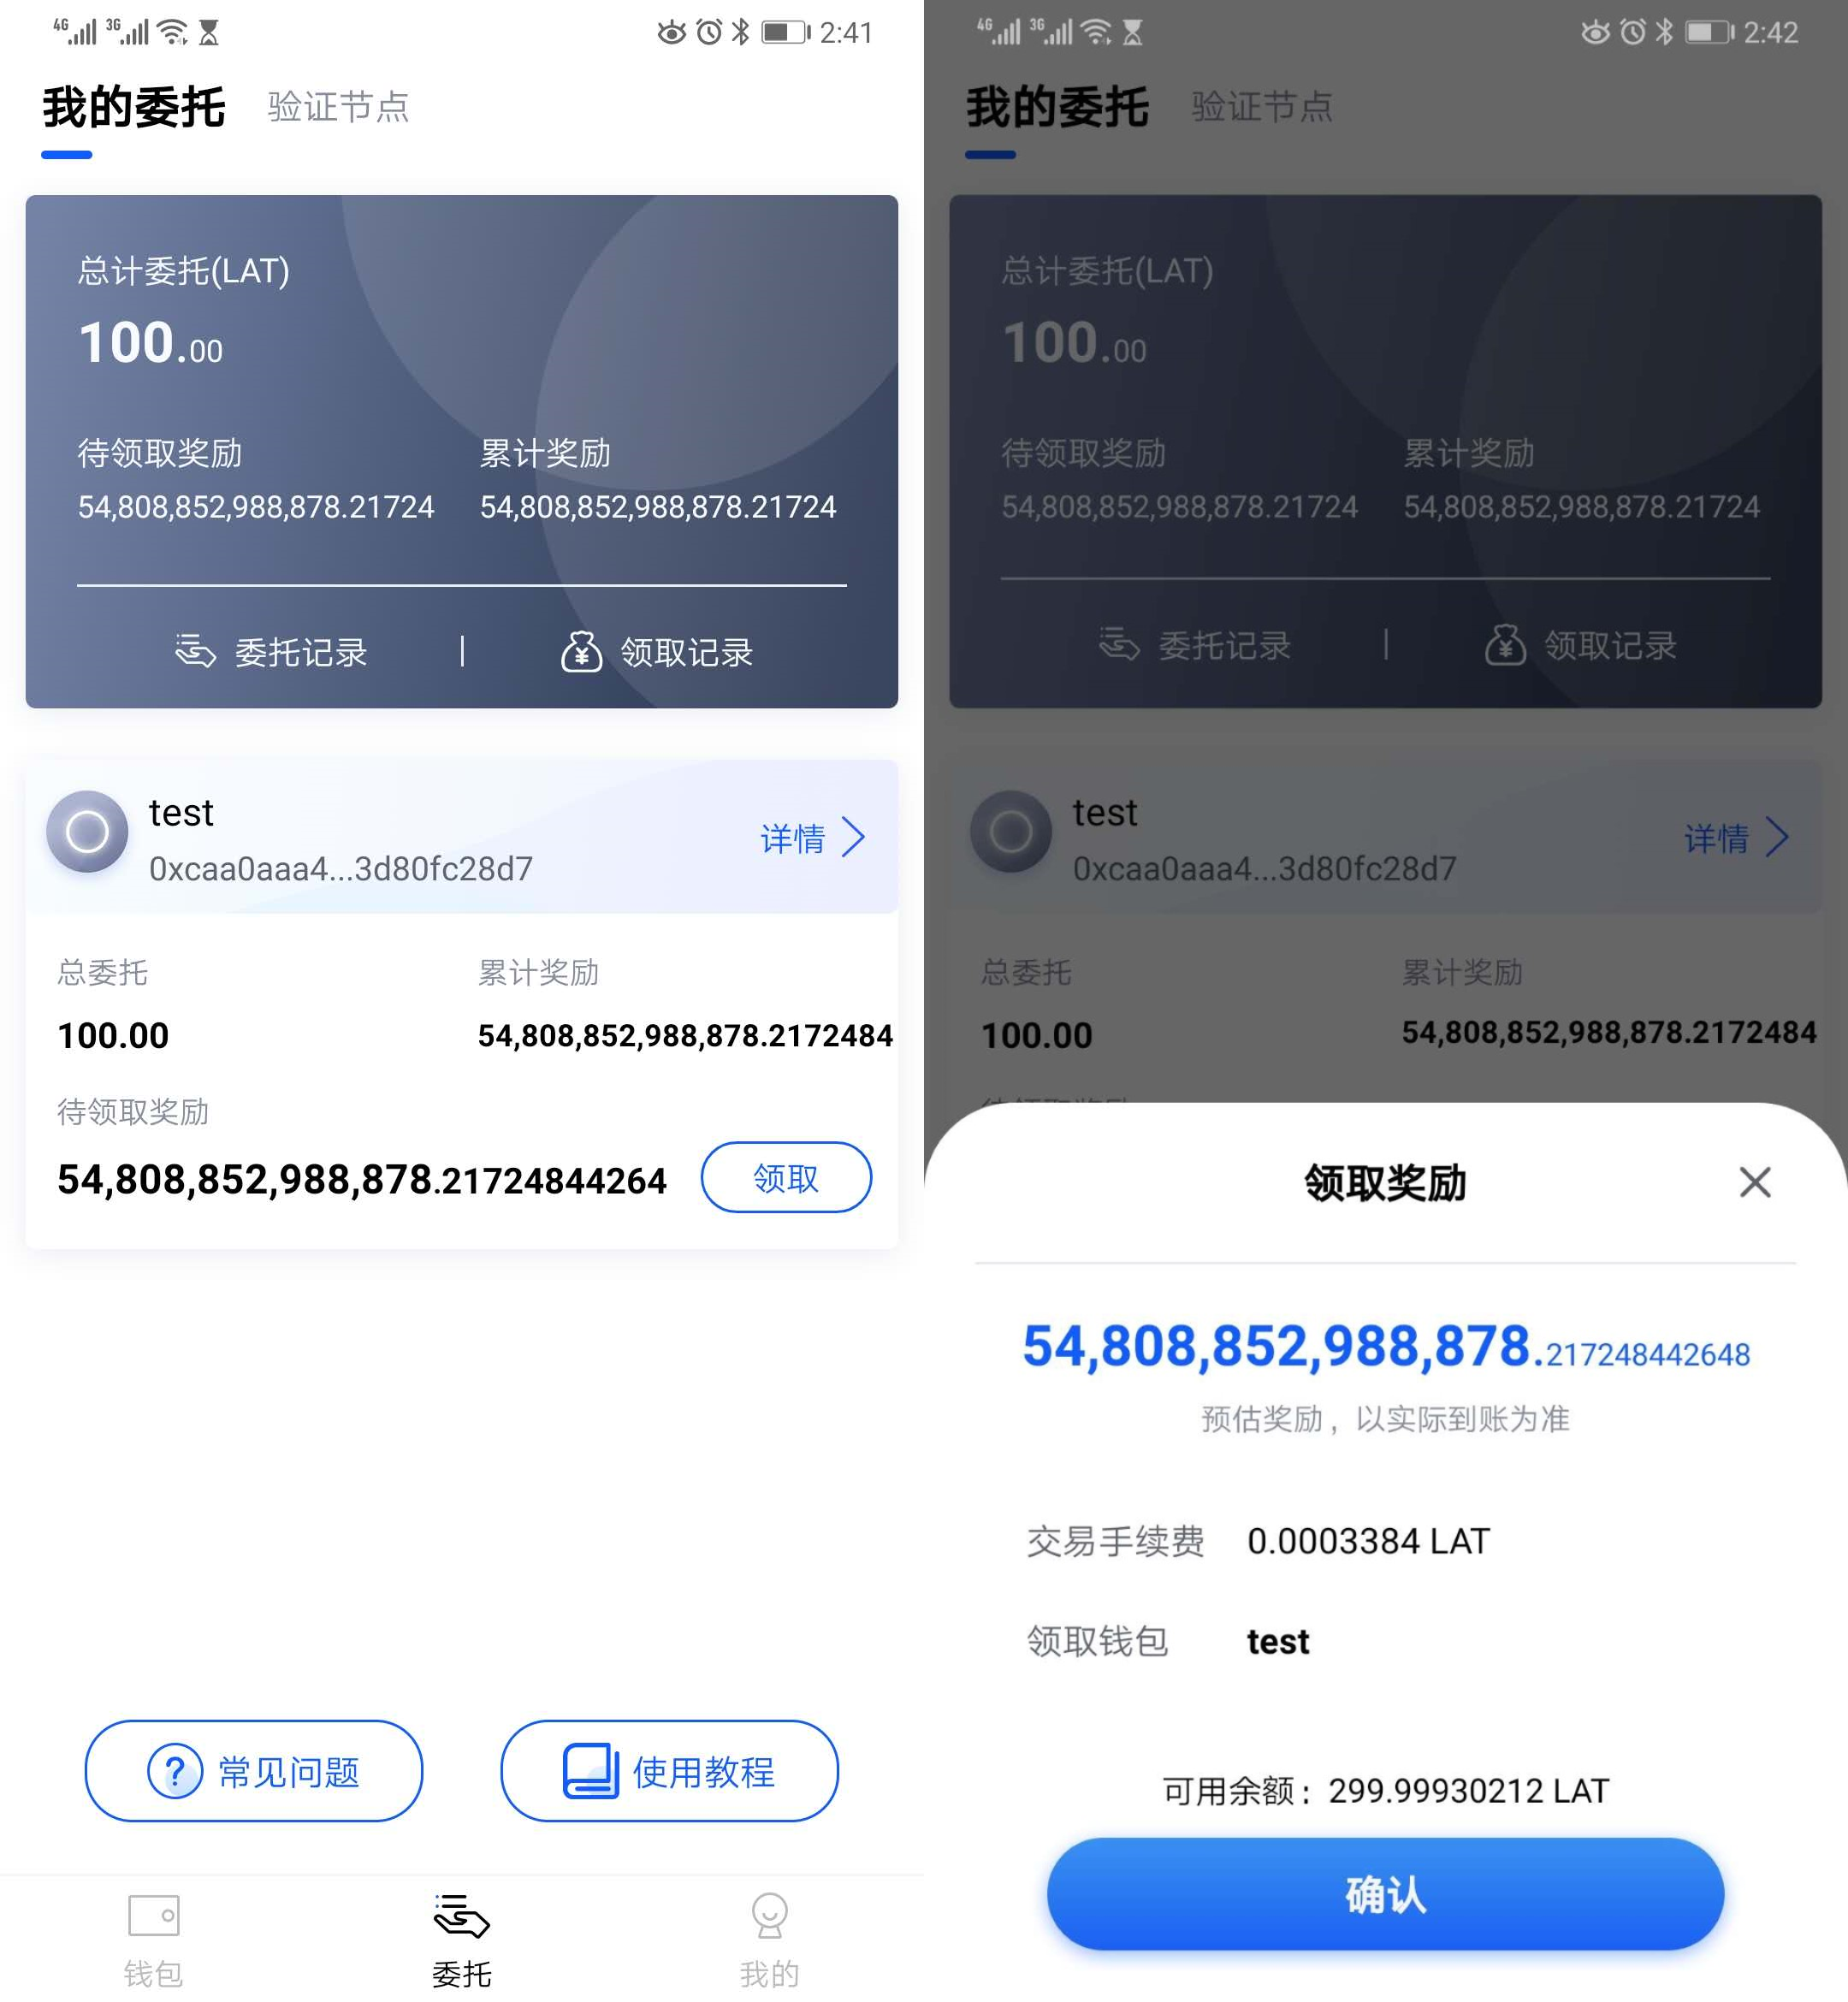 4G 3G 2:41
我的委托 验证节点
总计委托(LAT)
100.00
待领取奖励 累计奖励
54,808,852,988,878.21724 54,808,852,988,878.21724
委托记录 | 领取记录
test
0xcaa0aaa4...3d80fc28d7
详情
总委托 累计奖励
100.00 54,808,852,988,878.2172484
待领取奖励
54,808,852,988,878.21724844264 领取
常见问题 使用教程
钱包 委托 我的
4G 3G 2:42
我的委托 验证节点
总计委托(LAT)
100.00
待领取奖励 累计奖励
54,808,852,988,878.21724 54,808,852,988,878.21724
委托记录 | 领取记录
test
0xcaa0aaa4...3d80fc28d7
详情
总委托 累计奖励
100.00 54,808,852,988,878.2172484
领取奖励
54,808,852,988,878.217248442648
预估奖励，以实际到账为准
交易手续费 0.0003384 LAT
领取钱包 test
可用余额：299.99930212 LAT
确认